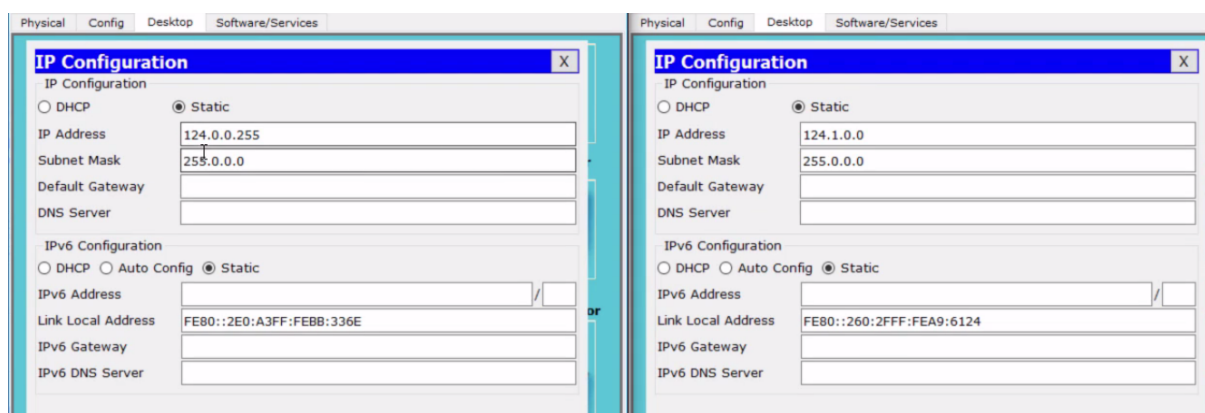 Physical Config Desktop Software/Services
IP Configuration X
IP Configuration
DHCP Static
IP Address 124.0.0.255
Subnet Mask 255.0.0.0
Default Gateway
DNS Server
IPv6 Configuration
DHCP Auto Config Static
IPv6 Address /
Link Local Address FE80::2E0:A3FF:FEBB:336E
IPv6 Gateway
IPv6 DNS Server
or
Physical Config Desktop Software/Services
IP Configuration X
IP Configuration
DHCP Static
IP Address 124.1.0.0
Subnet Mask 255.0.0.0
Default Gateway
DNS Server
IPv6 Configuration
DHCP Auto Config Static
IPv6 Address /
Link Local Address FE80::260:2FFF:FEA9:6124
IPv6 Gateway
IPv6 DNS Server